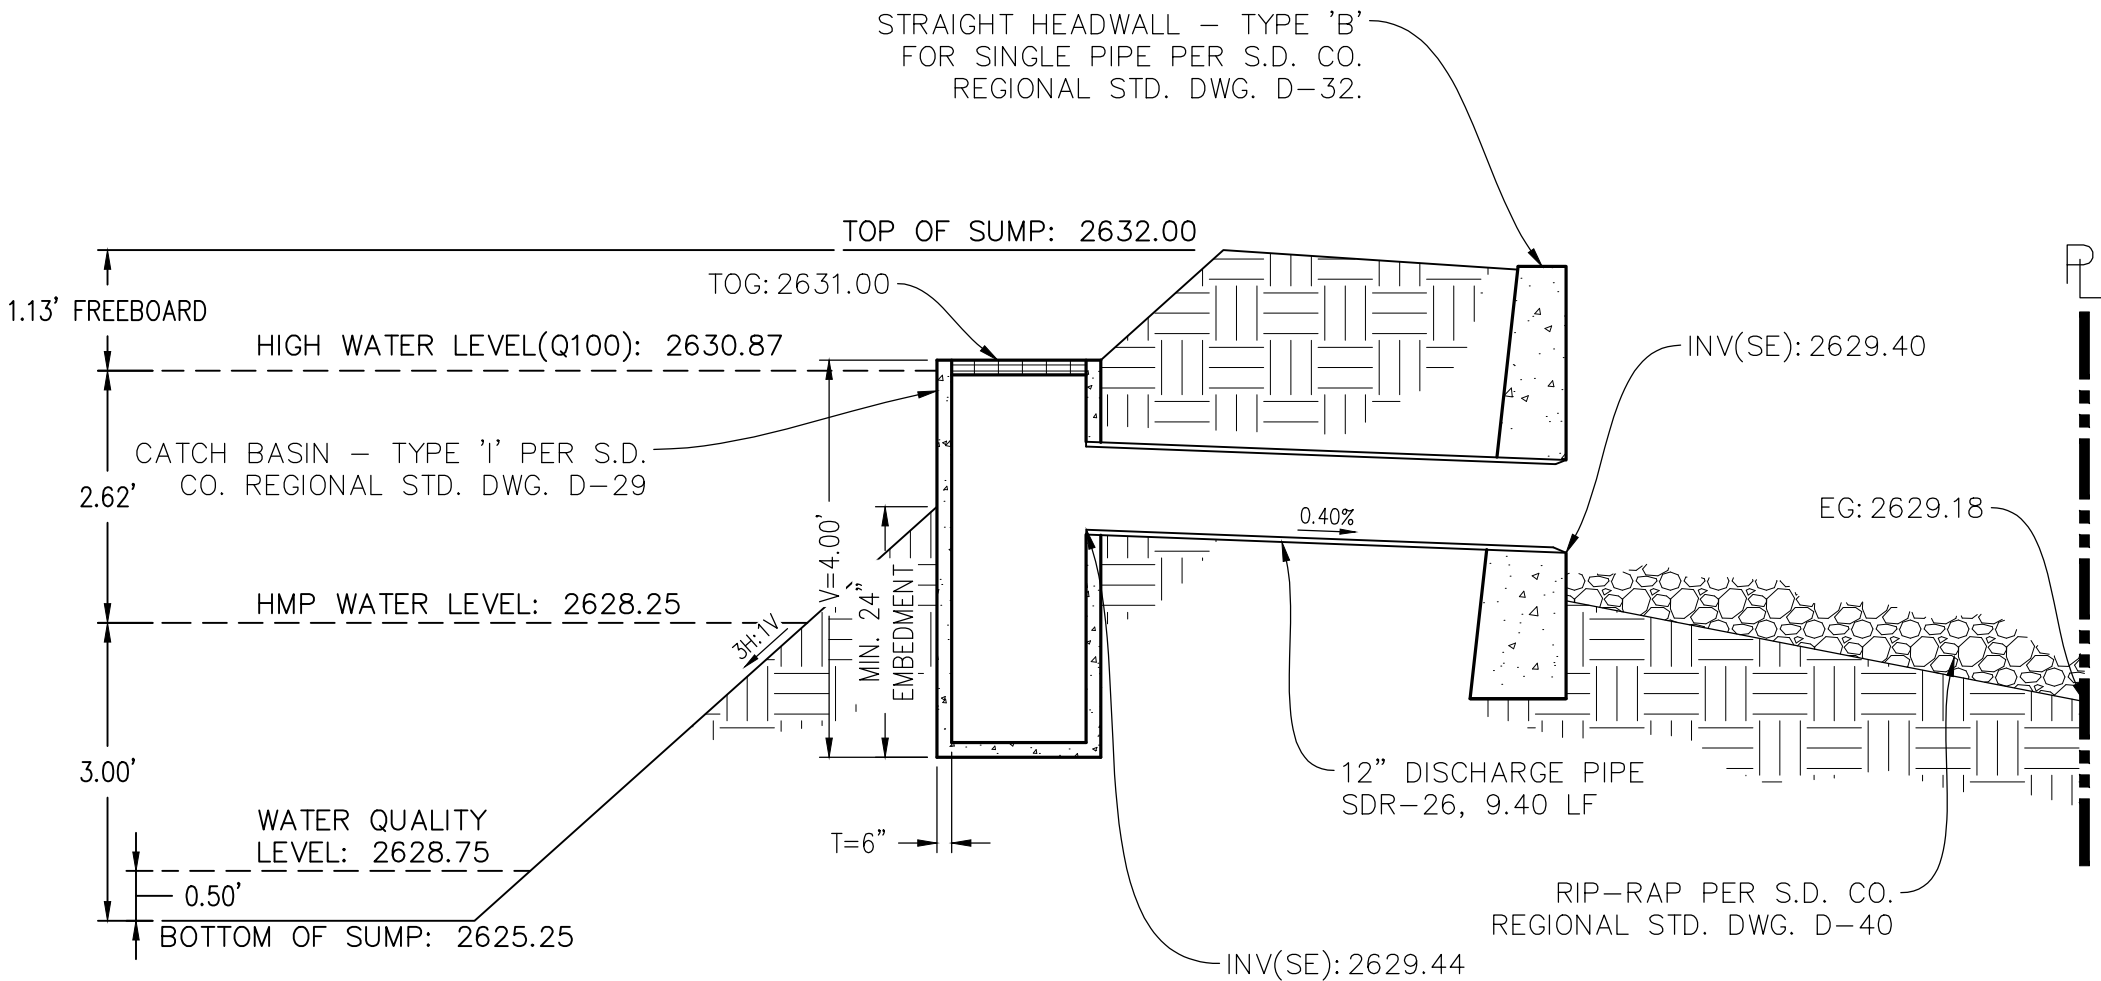 STRAIGHT HEADWALL – TYPE 'B'
FOR SINGLE PIPE PER S.D. CO.
REGIONAL STD. DWG. D–32.
TOP OF SUMP: 2632.00
TOG: 2631.00
1.13' FREEBOARD
HIGH WATER LEVEL(Q100): 2630.87
PL
INV(SE): 2629.40
CATCH BASIN – TYPE 'I' PER S.D.
CO. REGIONAL STD. DWG. D–29
2.62'
EG: 2629.18
0.40%
V=4.00'
MIN. 24"
EMBEDMENT
HMP WATER LEVEL: 2628.25
3H:1V
3.00'
12" DISCHARGE PIPE
SDR–26, 9.40 LF
WATER QUALITY
LEVEL: 2628.75
T=6"
0.50'
RIP–RAP PER S.D. CO.
REGIONAL STD. DWG. D–40
BOTTOM OF SUMP: 2625.25
INV(SE): 2629.44